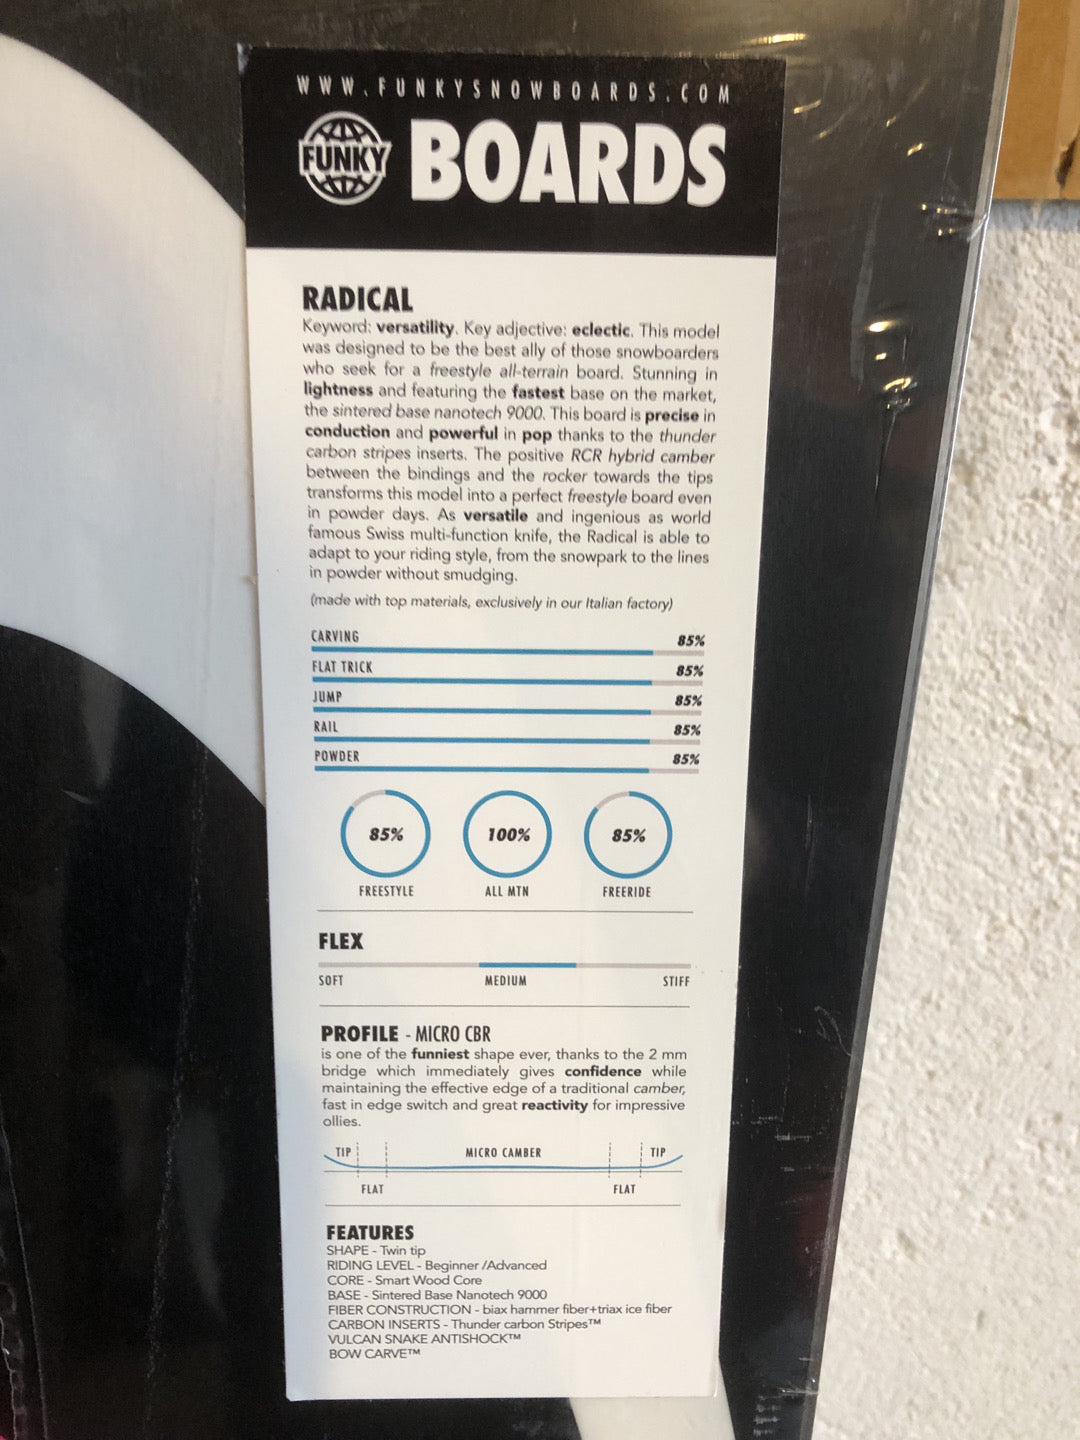 WWW.FUNKYSNOWBOARDS.COM
FUNKY BOARDS
RADICAL
Keyword: versatility. Key adjective: eclectic. This model
was designed to be the best ally of those snowboarders
who seek for a freestyle all-terrain board. Stunning in
lightness and featuring the fastest base on the market,
the sintered base nanotech 9000. This board is precise in
conduction and powerful in pop thanks to the thunder
carbon stripes inserts. The positive RCR hybrid camber
between the bindings and the rocker towards the tips
transforms this model into a perfect freestyle board even
in powder days. As versatile and ingenious as world
famous Swiss multi-function knife, the Radical is able to
adapt to your riding style, from the snowpark to the lines
in powder without smudging.
(made with top materials, exclusively in our Italian factory)
CARVING 85%
FLAT TRICK 85%
JUMP 85%
RAIL 85%
POWDER 85%
85% 100% 85%
FREESTYLE ALL MTN FREERIDE
FLEX
SOFT MEDIUM STIFF
PROFILE - MICRO CBR
is one of the funniest shape ever, thanks to the 2 mm
bridge which immediately gives confidence while
maintaining the effective edge of a traditional camber,
fast in edge switch and great reactivity for impressive
ollies.
TIP MICRO CAMBER TIP
FLAT FLAT
FEATURES
SHAPE - Twin tip
RIDING LEVEL - Beginner /Advanced
CORE - Smart Wood Core
BASE - Sintered Base Nanotech 9000
FIBER CONSTRUCTION - biax hammer fiber+triax ice fiber
CARBON INSERTS - Thunder carbon Stripes™
VULCAN SNAKE ANTISHOCK™
BOW CARVE™